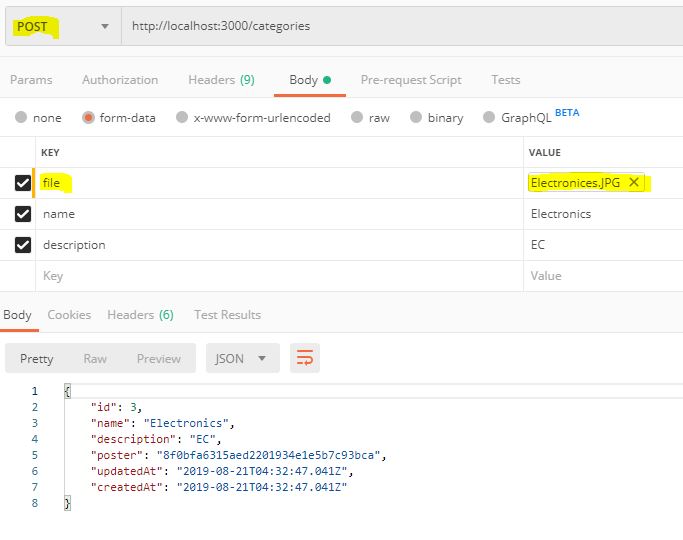 POST http://localhost:3000/categories
Params Authorization Headers (9) Body Pre-request Script Tests
none form-data x-www-form-urlencoded raw binary GraphQL BETA
KEY VALUE
file Electronices.JPG
name Electronics
description EC
Key Value
Body Cookies Headers (6) Test Results
Pretty Raw Preview JSON
1 {
2 "id": 3,
3 "name": "Electronics",
4 "description": "EC",
5 "poster": "8f0bfa6315aed2201934e1e5b7c93bca",
6 "updatedAt": "2019-08-21T04:32:47.041Z",
7 "createdAt": "2019-08-21T04:32:47.041Z"
8 }